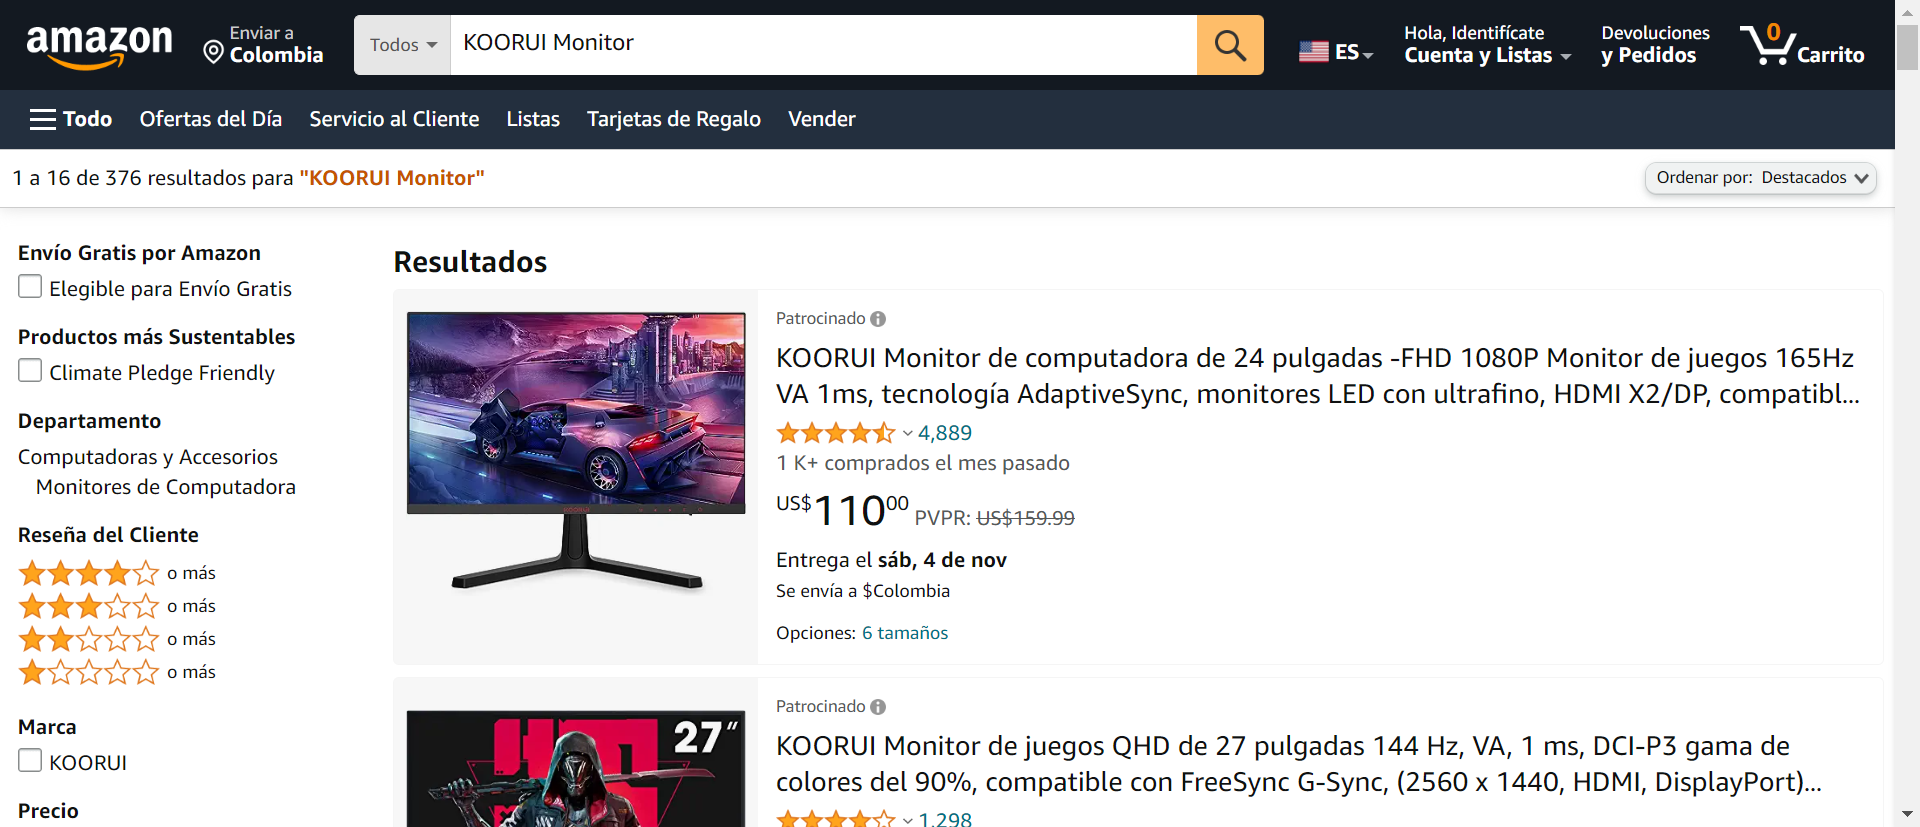 amazon
Enviar a
Colombia
Todos
KOORUI Monitor
ES
Hola, Identifícate
Cuenta y Listas
Devoluciones
y Pedidos
0
Carrito
Todo
Ofertas del Día
Servicio al Cliente
Listas
Tarjetas de Regalo
Vender
1 a 16 de 376 resultados para "KOORUI Monitor"
Ordenar por: Destacados
Envío Gratis por Amazon
Elegible para Envío Gratis
Productos más Sustentables
Climate Pledge Friendly
Departamento
Computadoras y Accesorios
Monitores de Computadora
Reseña del Cliente
o más
o más
o más
o más
Marca
KOORUI
Precio
Resultados
KOORUI
Patrocinado
KOORUI Monitor de computadora de 24 pulgadas -FHD 1080P Monitor de juegos 165Hz
VA 1ms, tecnología AdaptiveSync, monitores LED con ultrafino, HDMI X2/DP, compatibl...
4,889
1 K+ comprados el mes pasado
US$11000 PVPR: US$159.99
Entrega el sáb, 4 de nov
Se envía a $Colombia
Opciones: 6 tamaños
27"
Patrocinado
KOORUI Monitor de juegos QHD de 27 pulgadas 144 Hz, VA, 1 ms, DCI-P3 gama de
colores del 90%, compatible con FreeSync G-Sync, (2560 x 1440, HDMI, DisplayPort)...
1,298